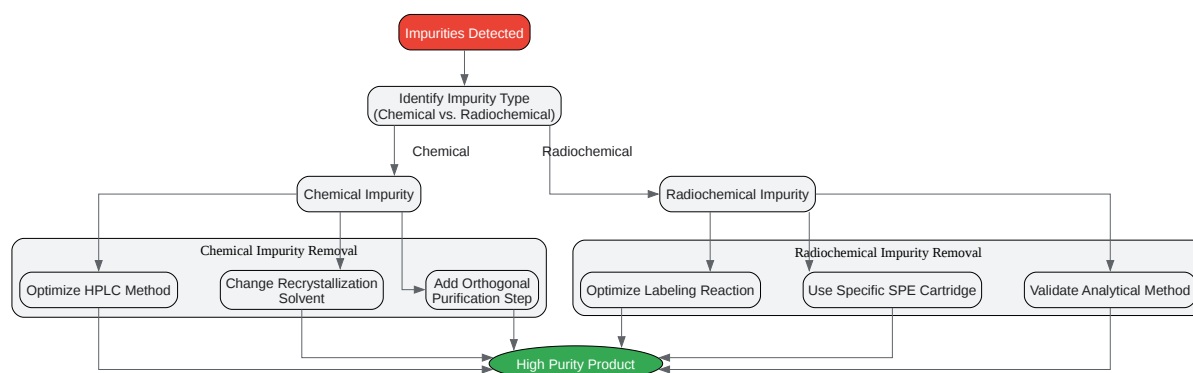 Impurities Detected
Identify Impurity Type
(Chemical vs. Radiochemical)
Chemical
Radiochemical
Chemical Impurity
Radiochemical Impurity
Chemical Impurity Removal
Radiochemical Impurity Removal
Optimize HPLC Method
Change Recrystallization
Solvent
Add Orthogonal
Purification Step
Optimize Labeling Reaction
Use Specific SPE Cartridge
Validate Analytical Method
High Purity Product